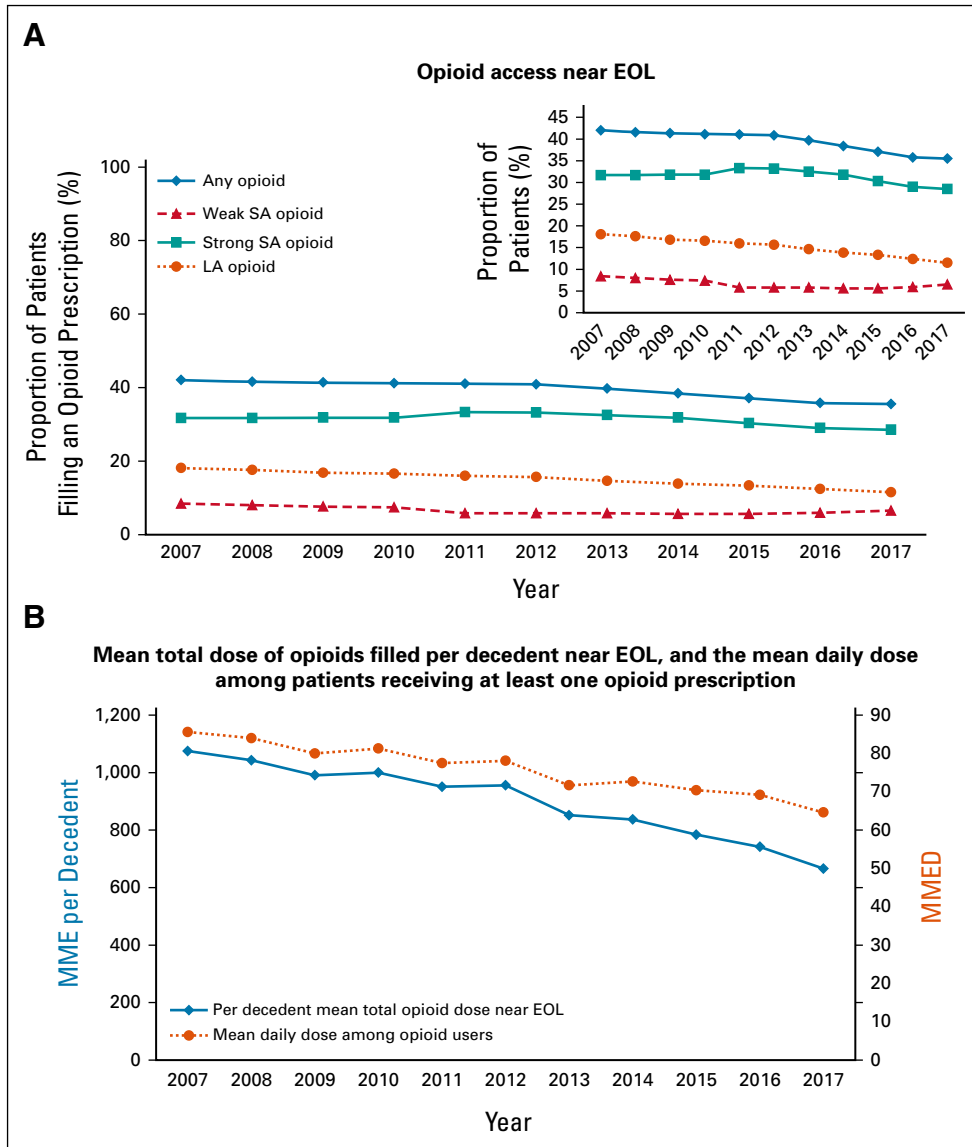 A
Opioid access near EOL
Proportion of Patients
Filling an Opioid Prescription (%)
100
80
60
40
20
0
Any opioid
Weak SA opioid
Strong SA opioid
LA opioid
2007 2008 2009 2010 2011 2012 2013 2014 2015 2016 2017
Year
Proportion of
Patients (%)
45
40
35
30
25
20
15
10
5
0
2007 2008 2009 2010 2011 2012 2013 2014 2015 2016 2017
B
Mean total dose of opioids filled per decedent near EOL, and the mean daily dose
among patients receiving at least one opioid prescription
MME per Decedent
1,200
1,000
800
600
400
200
0
Per decedent mean total opioid dose near EOL
Mean daily dose among opioid users
90
80
70
60
50
40
30
20
10
0
MMED
2007 2008 2009 2010 2011 2012 2013 2014 2015 2016 2017
Year